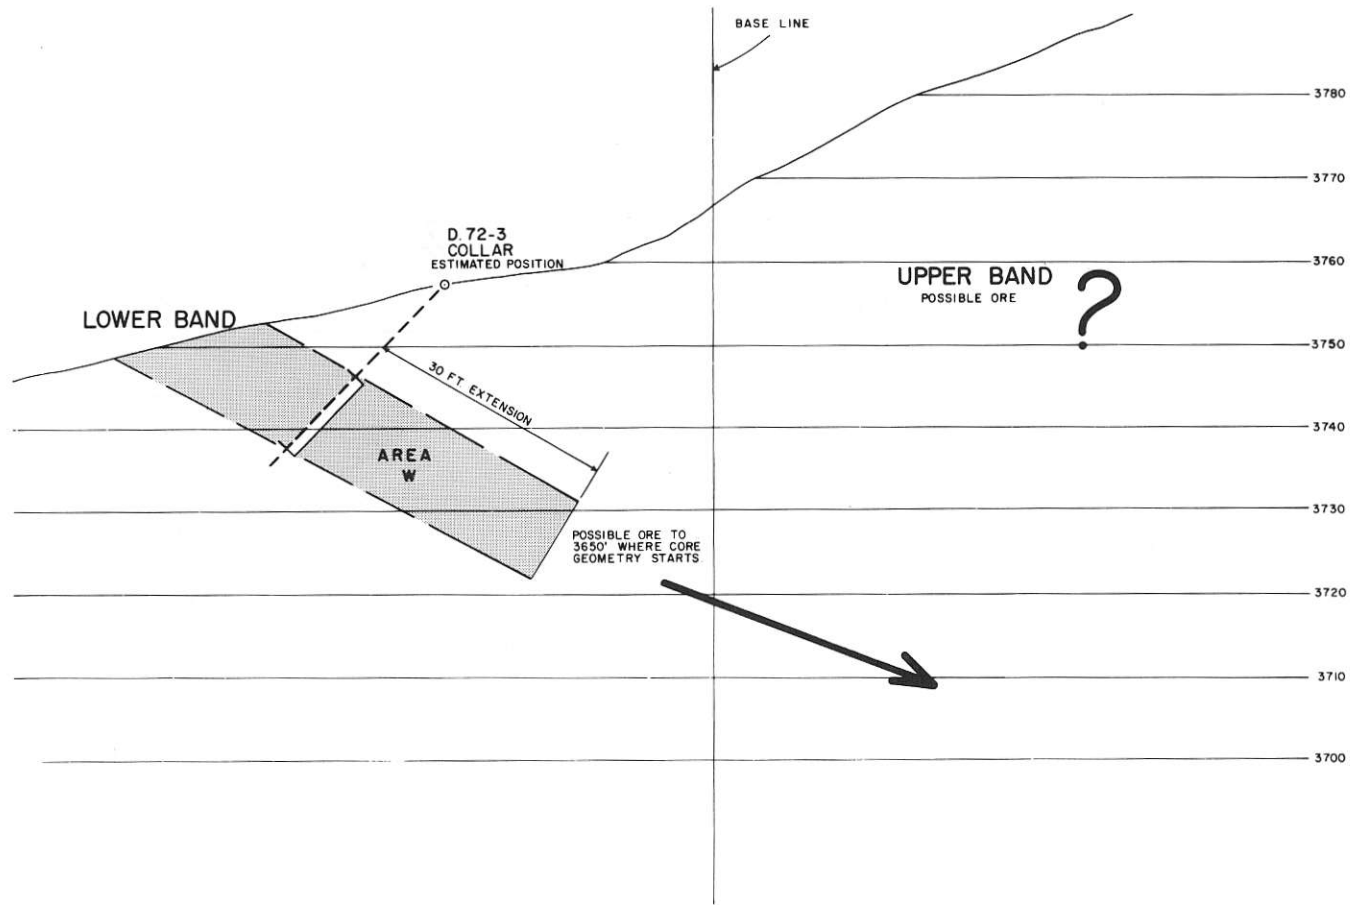 BASE LINE
3780
3770
D.72-3
COLLAR
ESTIMATED POSITION
3760
UPPER BAND ?
POSSIBLE ORE
LOWER BAND
3750
30 FT EXTENSION
3740
AREA
W
3730
POSSIBLE ORE TO
3650' WHERE CORE
GEOMETRY STARTS
3720
3710
3700